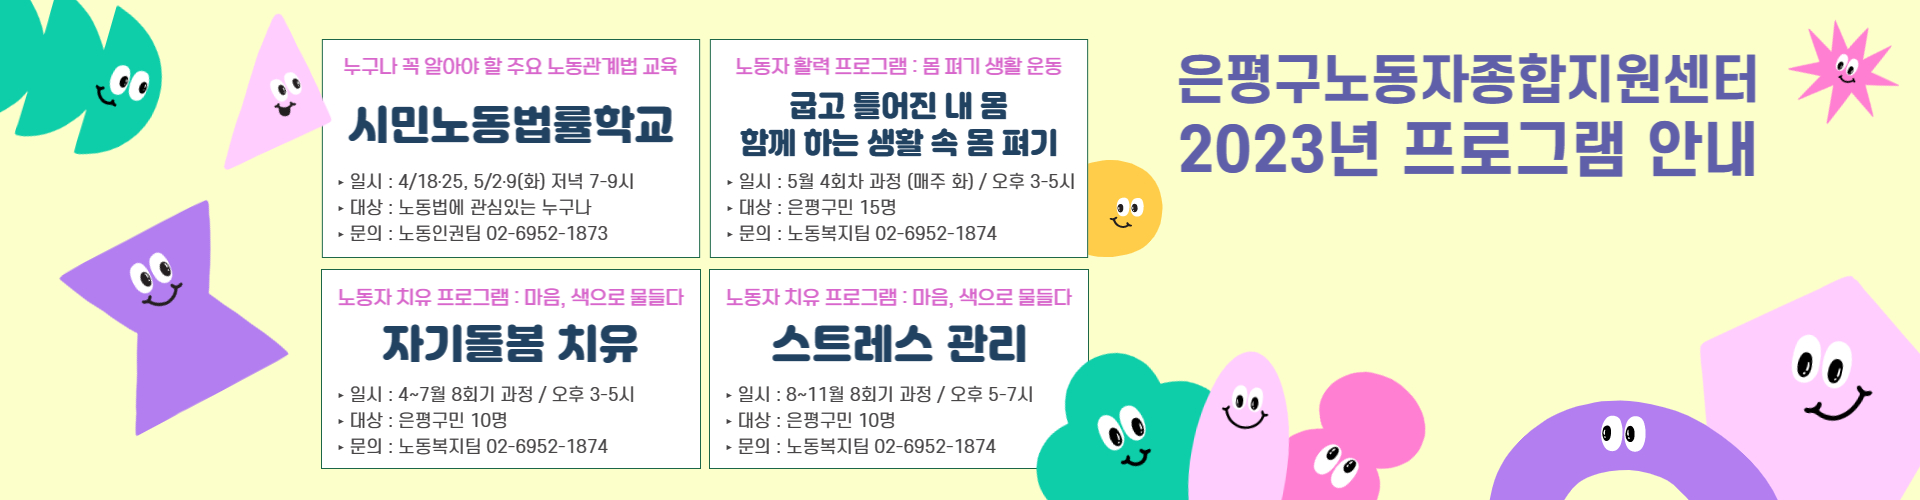 은평구노동자종합지원센터
2023년 프로그램 안내
누구나 꼭 알아야 할 주요 노동관계법 교육
시민노동법률학교
▸ 일시 : 4/18·25, 5/2·9(화) 저녁 7-9시
▸ 대상 : 노동법에 관심있는 누구나
▸ 문의 : 노동인권팀 02-6952-1873
노동자 활력 프로그램 : 몸 펴기 생활 운동
굽고 틀어진 내 몸
함께 하는 생활 속 몸 펴기
▸ 일시 : 5월 4회차 과정 (매주 화) / 오후 3-5시
▸ 대상 : 은평구민 15명
▸ 문의 : 노동복지팀 02-6952-1874
노동자 치유 프로그램 : 마음, 색으로 물들다
자기돌봄 치유
▸ 일시 : 4~7월 8회기 과정 / 오후 3-5시
▸ 대상 : 은평구민 10명
▸ 문의 : 노동복지팀 02-6952-1874
노동자 치유 프로그램 : 마음, 색으로 물들다
스트레스 관리
▸ 일시 : 8~11월 8회기 과정 / 오후 5-7시
▸ 대상 : 은평구민 10명
▸ 문의 : 노동복지팀 02-6952-1874